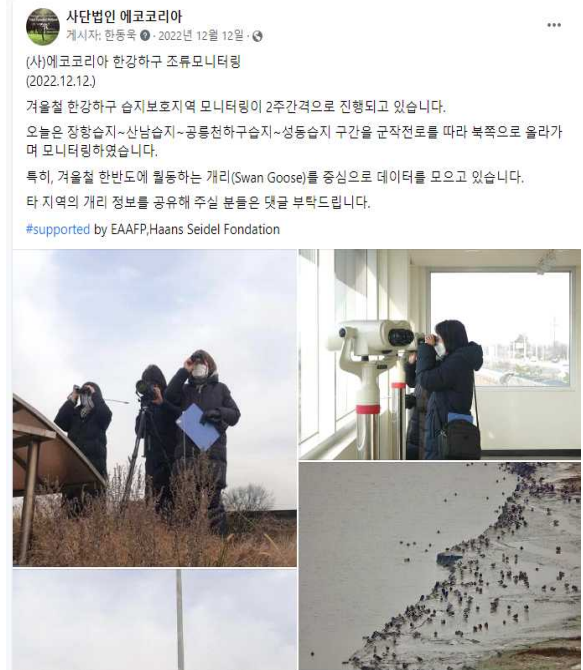 사단법인 에코코리아
게시자: 한동욱 · 2022년 12월 12일 ·
(사)에코코리아 한강하구 조류모니터링
(2022.12.12.)
겨울철 한강하구 습지보호지역 모니터링이 2주간격으로 진행되고 있습니다.
오늘은 장항습지~산남습지~공릉천하구습지~성동습지 구간을 군작전로를 따라 북쪽으로 올라가
며 모니터링하였습니다.
특히, 겨울철 한반도에 월동하는 개리(Swan Goose)를 중심으로 데이터를 모으고 있습니다.
타 지역의 개리 정보를 공유해 주실 분들은 댓글 부탁드립니다.
#supported by EAAFP,Haans Seidel Fondation